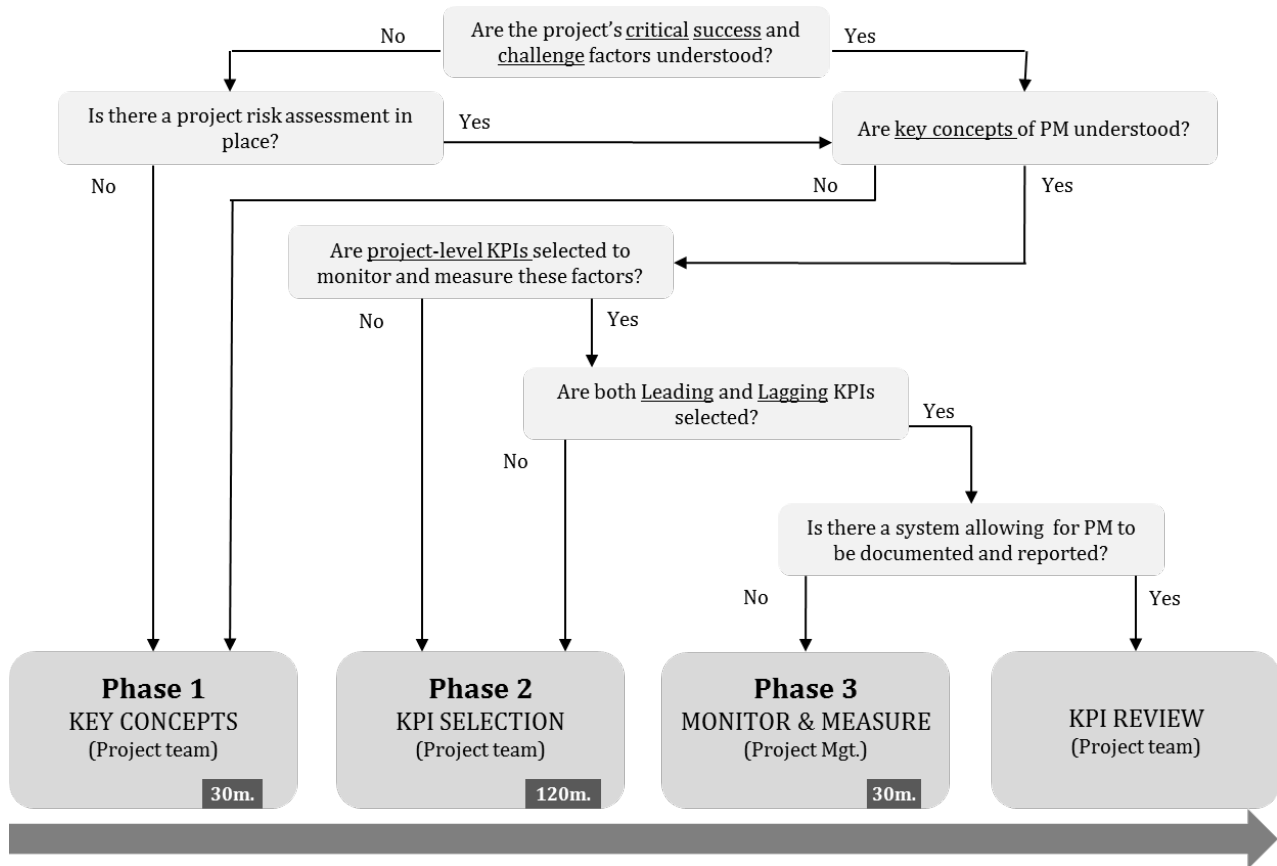 Are the project's critical success and
challenge factors understood?
No
Yes
Is there a project risk assessment in
place?
Yes
Are key concepts of PM understood?
No
No
Yes
Are project-level KPIs selected to
monitor and measure these factors?
No
Yes
Are both Leading and Lagging KPIs
selected?
Yes
No
Is there a system allowing for PM to
be documented and reported?
No
Yes
Phase 1
KEY CONCEPTS
(Project team)
30m.
Phase 2
KPI SELECTION
(Project team)
120m.
Phase 3
MONITOR & MEASURE
(Project Mgt.)
30m.
KPI REVIEW
(Project team)